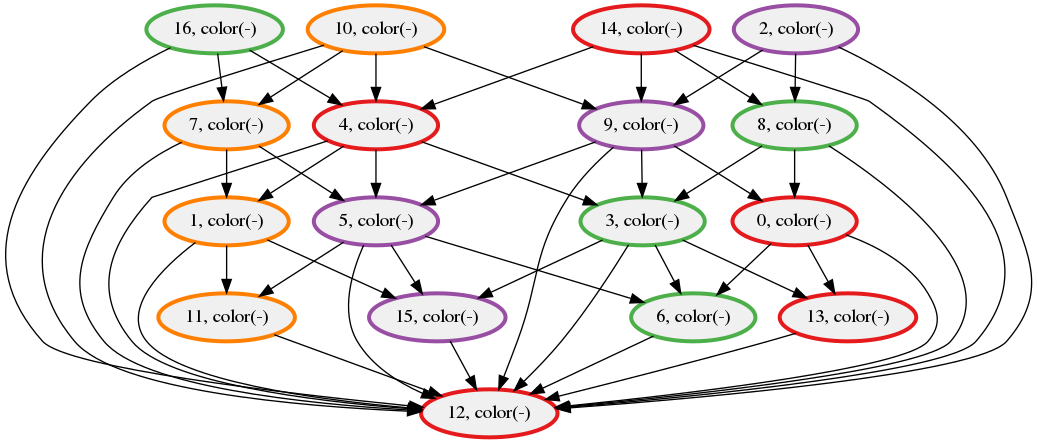 16, color(-)
10, color(-)
14, color(-)
2, color(-)
7, color(-)
4, color(-)
9, color(-)
8, color(-)
1, color(-)
5, color(-)
3, color(-)
0, color(-)
11, color(-)
15, color(-)
6, color(-)
13, color(-)
12, color(-)